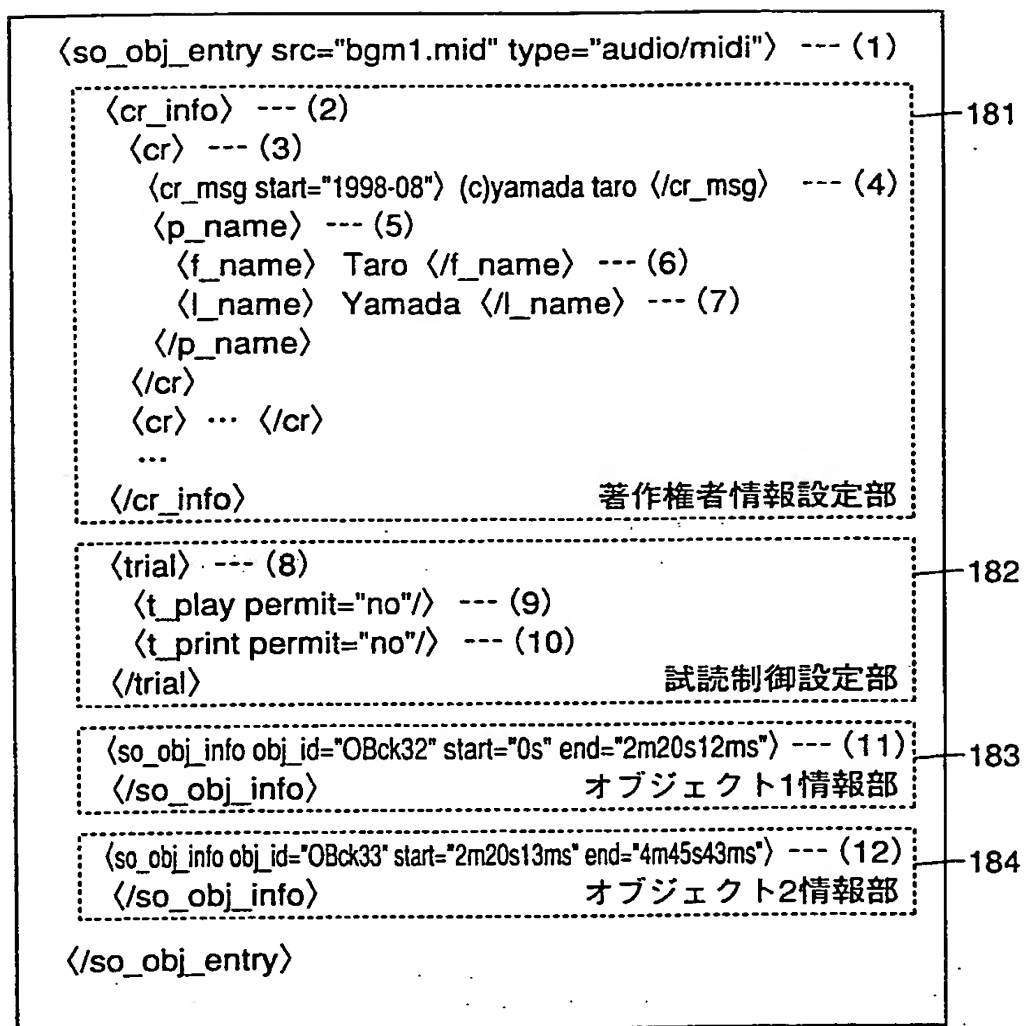 〈so_obj_entry src="bgm1.mid" type="audio/midi"〉 --- (1)
〈cr_info〉 --- (2)
181
〈cr〉 --- (3)
〈cr_msg start="1998-08"〉 (c)yamada taro 〈/cr_msg〉 --- (4)
〈p_name〉 --- (5)
〈f_name〉 Taro 〈/f_name〉 --- (6)
〈l_name〉 Yamada 〈/l_name〉 --- (7)
〈/p_name〉
〈/cr〉
〈cr〉 … 〈/cr〉
…
〈/cr_info〉 著作権者情報設定部
〈trial〉 --- (8)
182
〈t_play permit="no"/〉 --- (9)
〈t_print permit="no"/〉 --- (10)
〈/trial〉 試読制御設定部
〈so_obj_info obj_id="OBck32" start="0s" end="2m20s12ms"〉 --- (11)
183
〈/so_obj_info〉 オブジェクト1情報部
〈so_obj_info obj_id="OBck33" start="2m20s13ms" end="4m45s43ms"〉 --- (12)
184
〈/so_obj_info〉 オブジェクト2情報部
〈/so_obj_entry〉